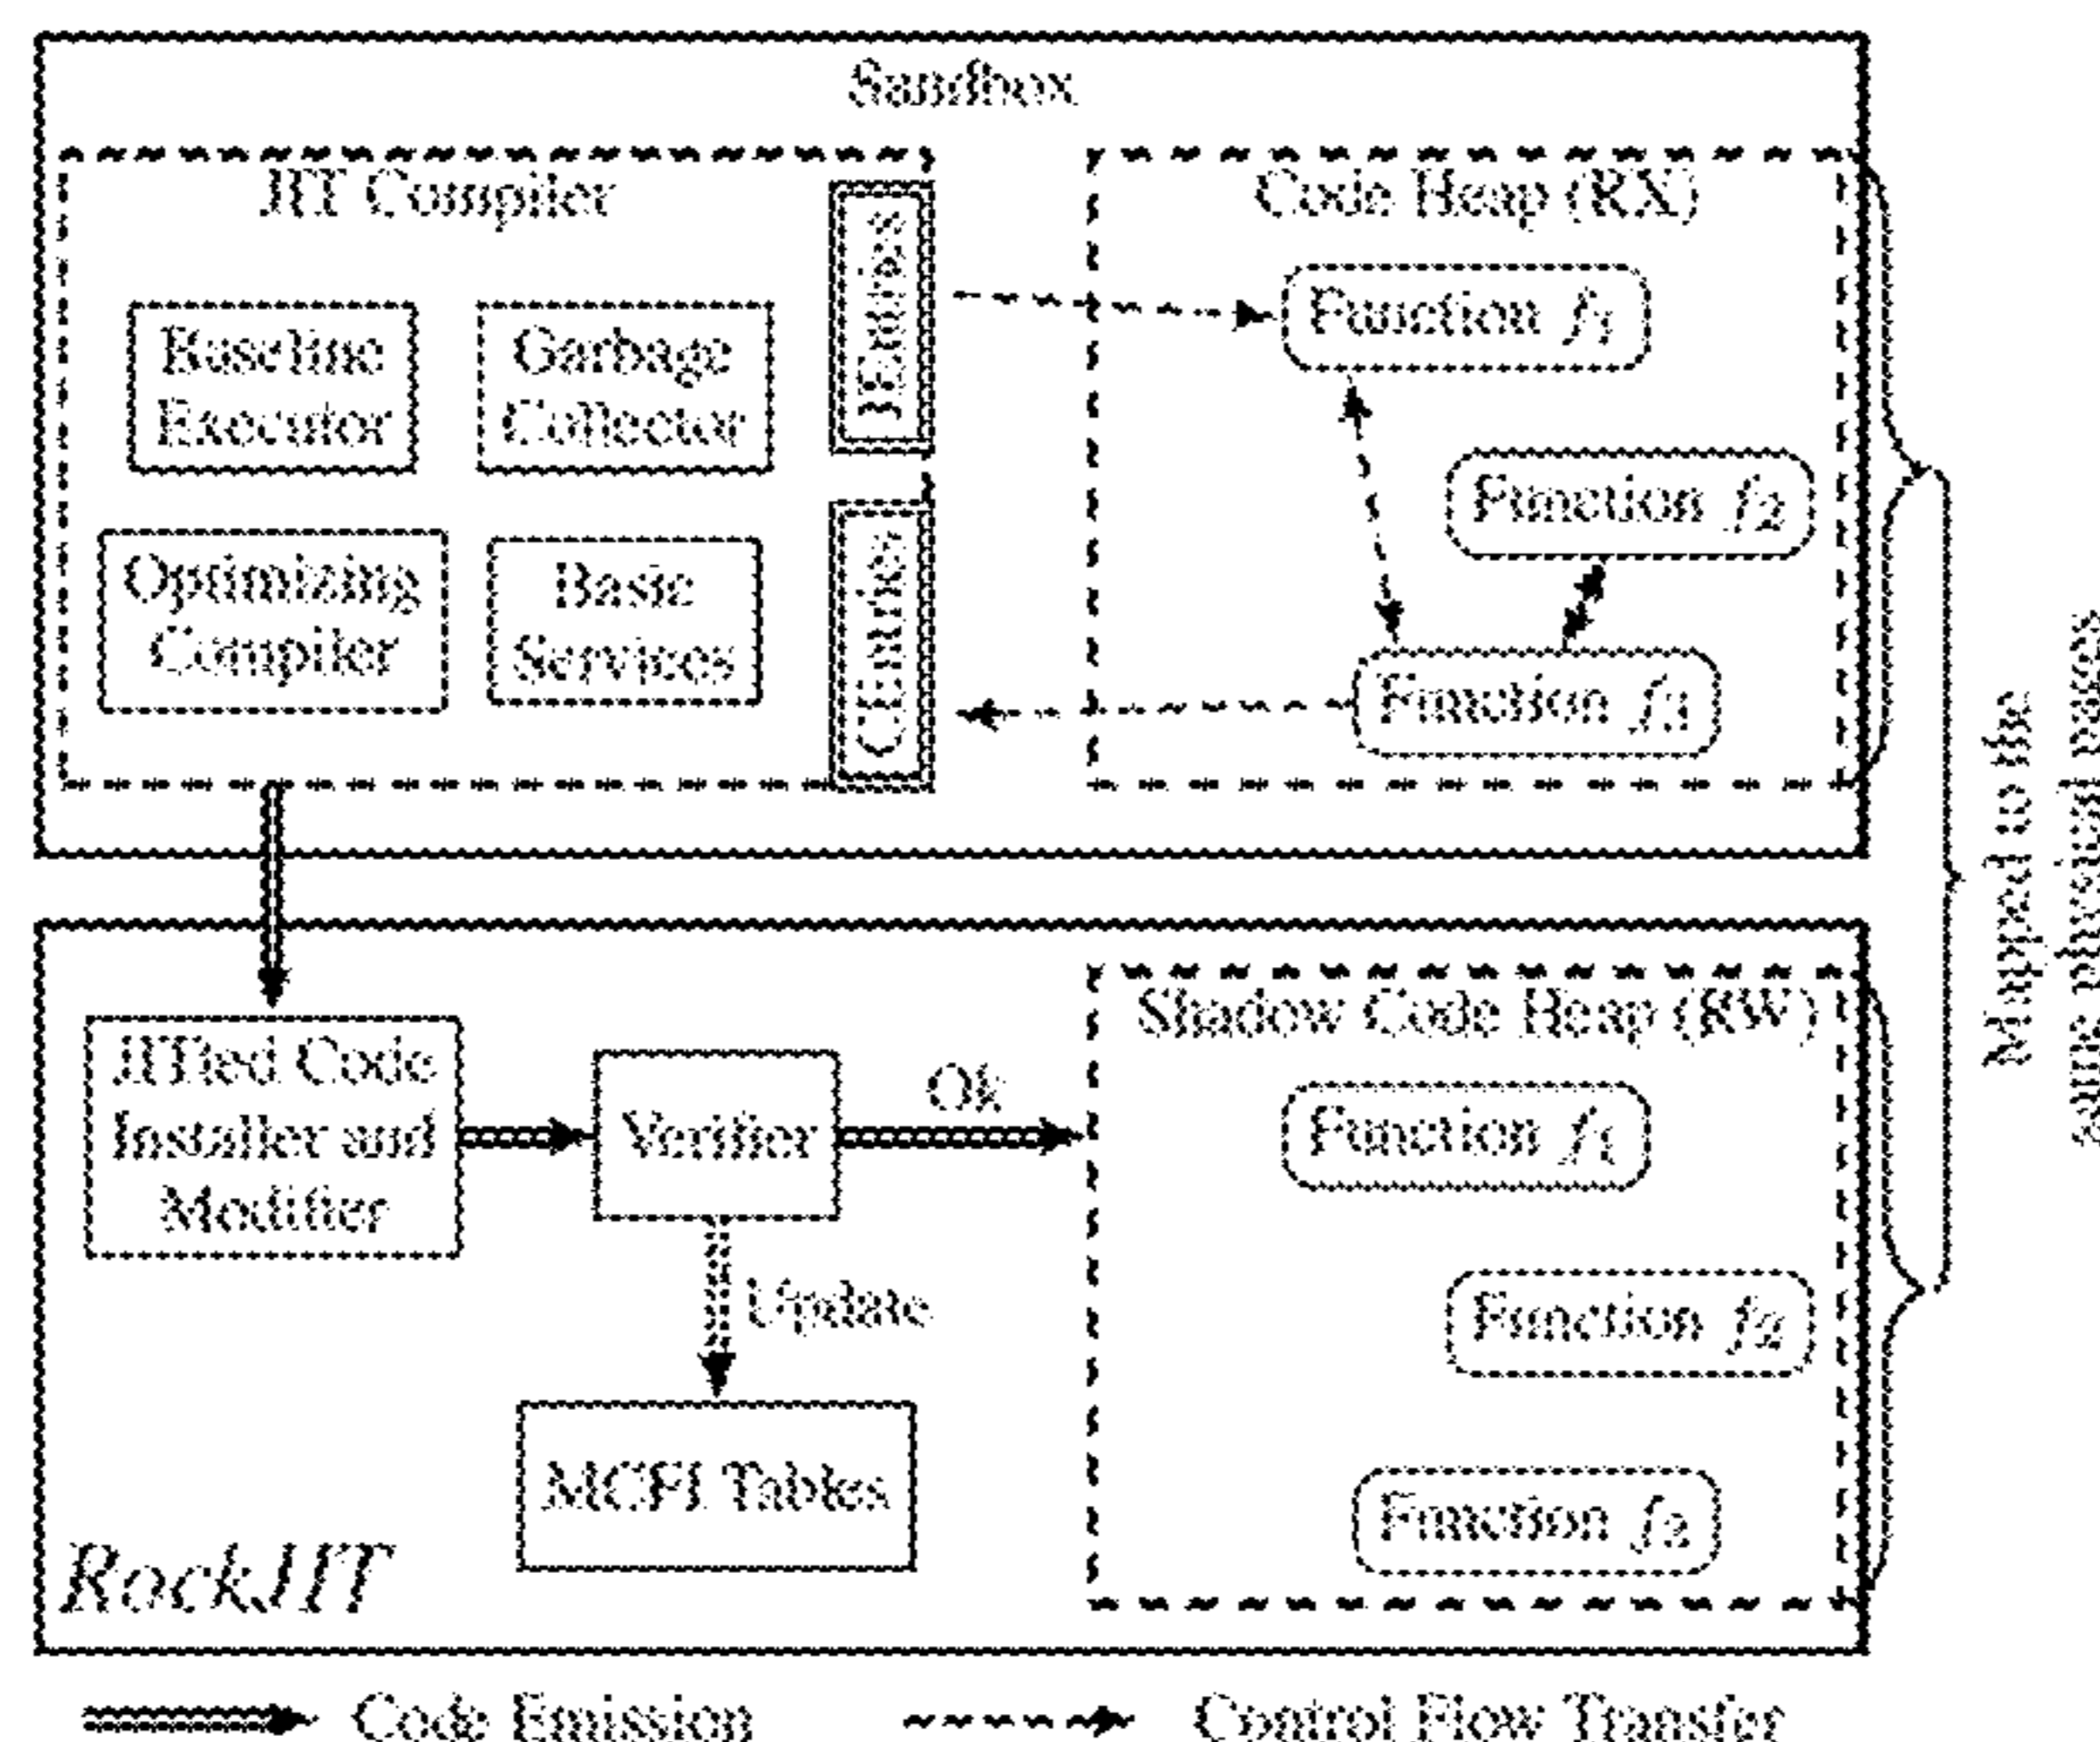 Sandbox
JIT Compiler
Code Heap (RX)
Baseline
Executor
Garbage
Collector
IEntries
Function f1
Function f2
Optimizing
Compiler
Basic
Services
CEntries
Function f3
Mapped to the
same physical pages
JITted Code
Installer and
Modifier
Verifier
Ok
Update
MCFI Tables
Shadow Code Heap (RW)
Function f1
Function f2
Function f3
RockJIT
Code Emission
Control Flow Transfer